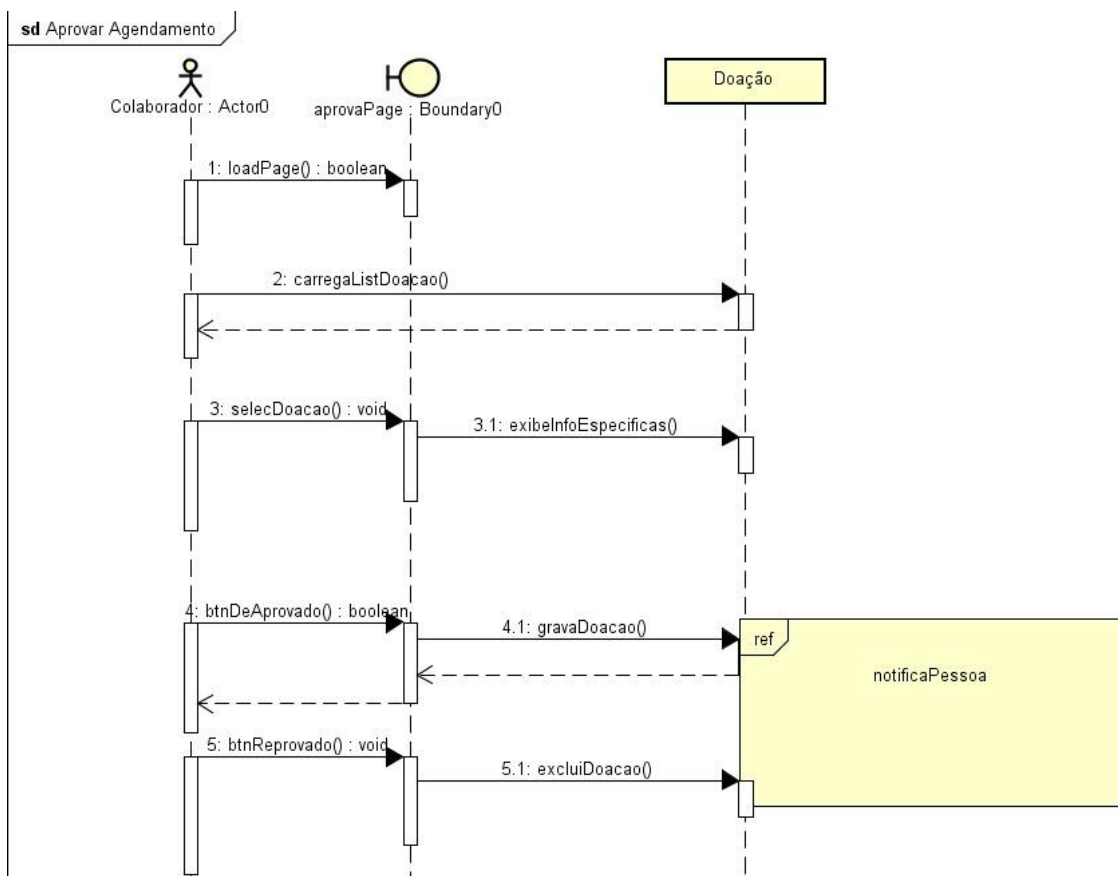 sd Aprovar Agendamento
Colaborador : Actor0
aprovaPage : Boundary0
Doação
1: loadPage() : boolean
2: carregaListDoacao()
3: selecDoacao() : void
3.1: exibeInfoEspecificas()
4: btnDeAprovado() : boolean
4.1: gravaDoacao()
ref
notificaPessoa
5: btnReprovado() : void
5.1: excluiDoacao()